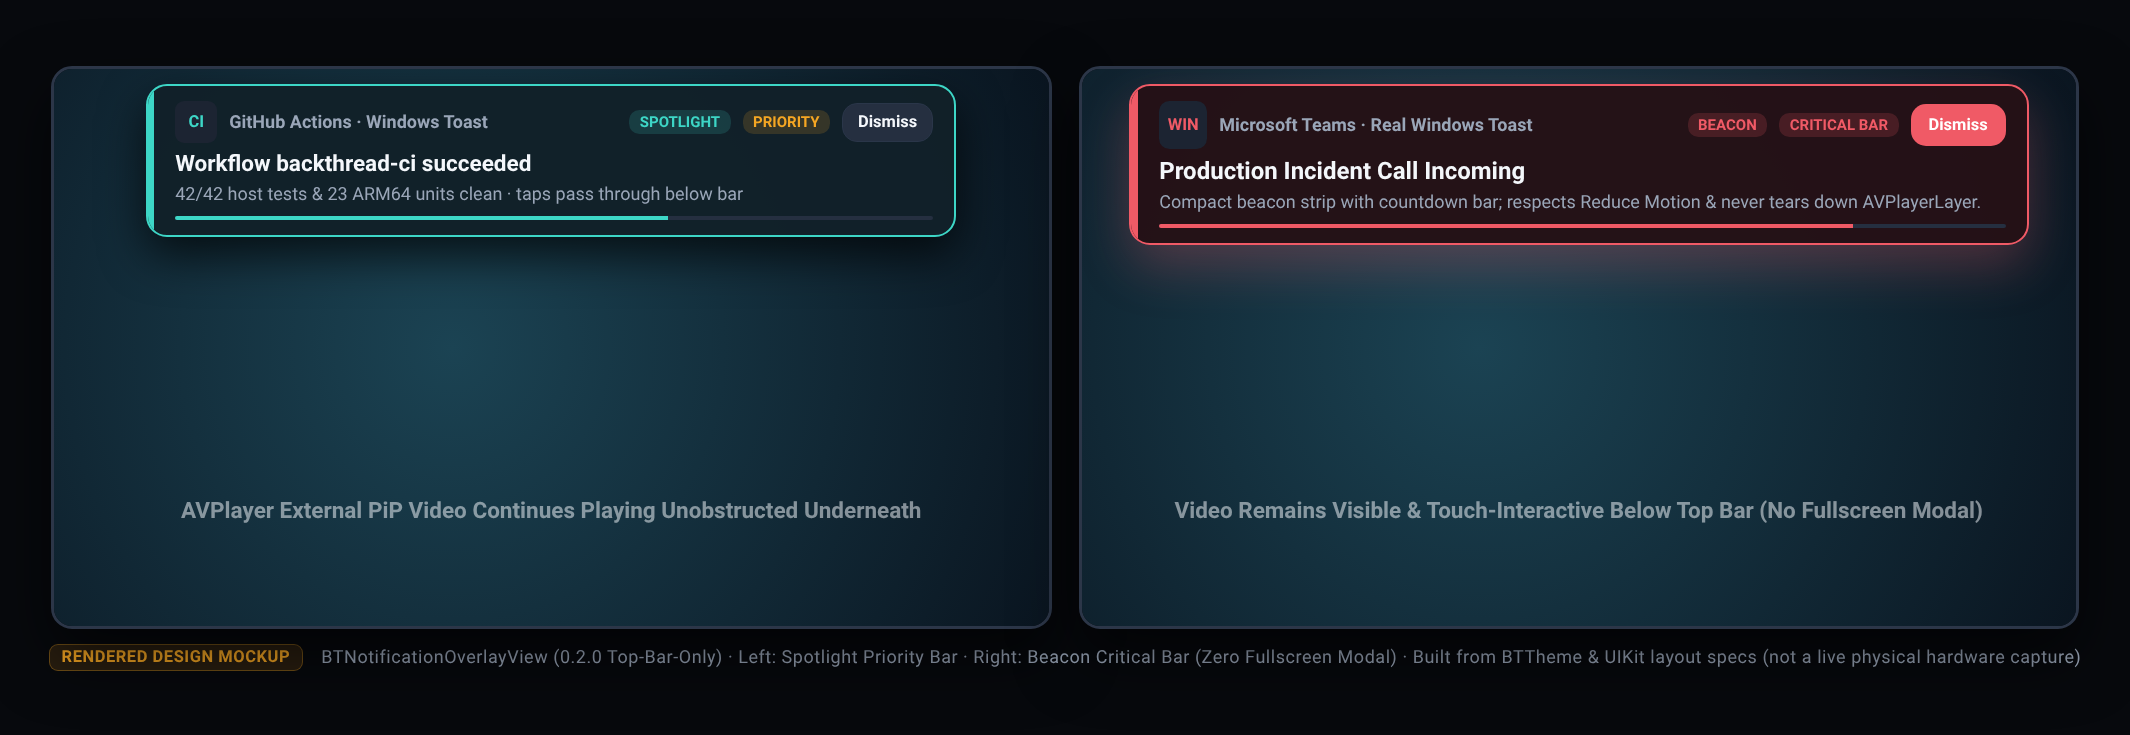 CI GitHub Actions · Windows Toast SPOTLIGHT PRIORITY Dismiss
Workflow backthread-ci succeeded
42/42 host tests & 23 ARM64 units clean · taps pass through below bar
AVPlayer External PiP Video Continues Playing Unobstructed Underneath
WIN Microsoft Teams · Real Windows Toast BEACON CRITICAL BAR Dismiss
Production Incident Call Incoming
Compact beacon strip with countdown bar; respects Reduce Motion & never tears down AVPlayerLayer.
Video Remains Visible & Touch-Interactive Below Top Bar (No Fullscreen Modal)
RENDERED DESIGN MOCKUP BTNotificationOverlayView (0.2.0 Top-Bar-Only) · Left: Spotlight Priority Bar · Right: Beacon Critical Bar (Zero Fullscreen Modal) · Built from BTTheme & UIKit layout specs (not a live physical hardware capture)